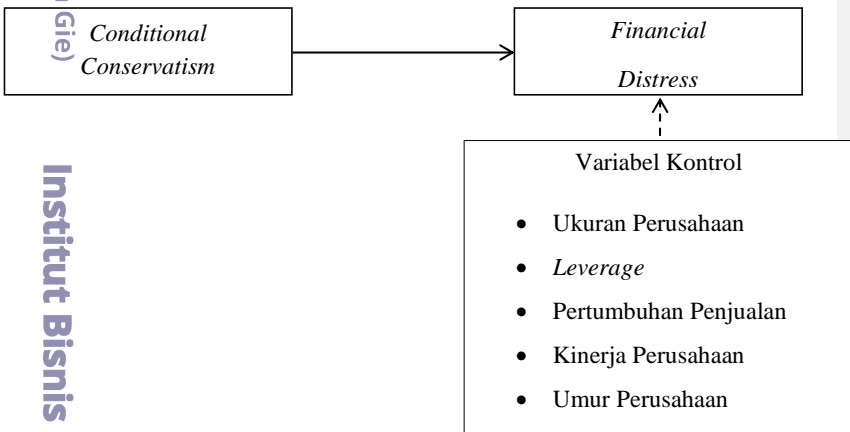 Conditional
Conservatism
Financial
Distress
Variabel Kontrol
• Ukuran Perusahaan
• Leverage
• Pertumbuhan Penjualan
• Kinerja Perusahaan
• Umur Perusahaan
Gie)
Institut Bisnis